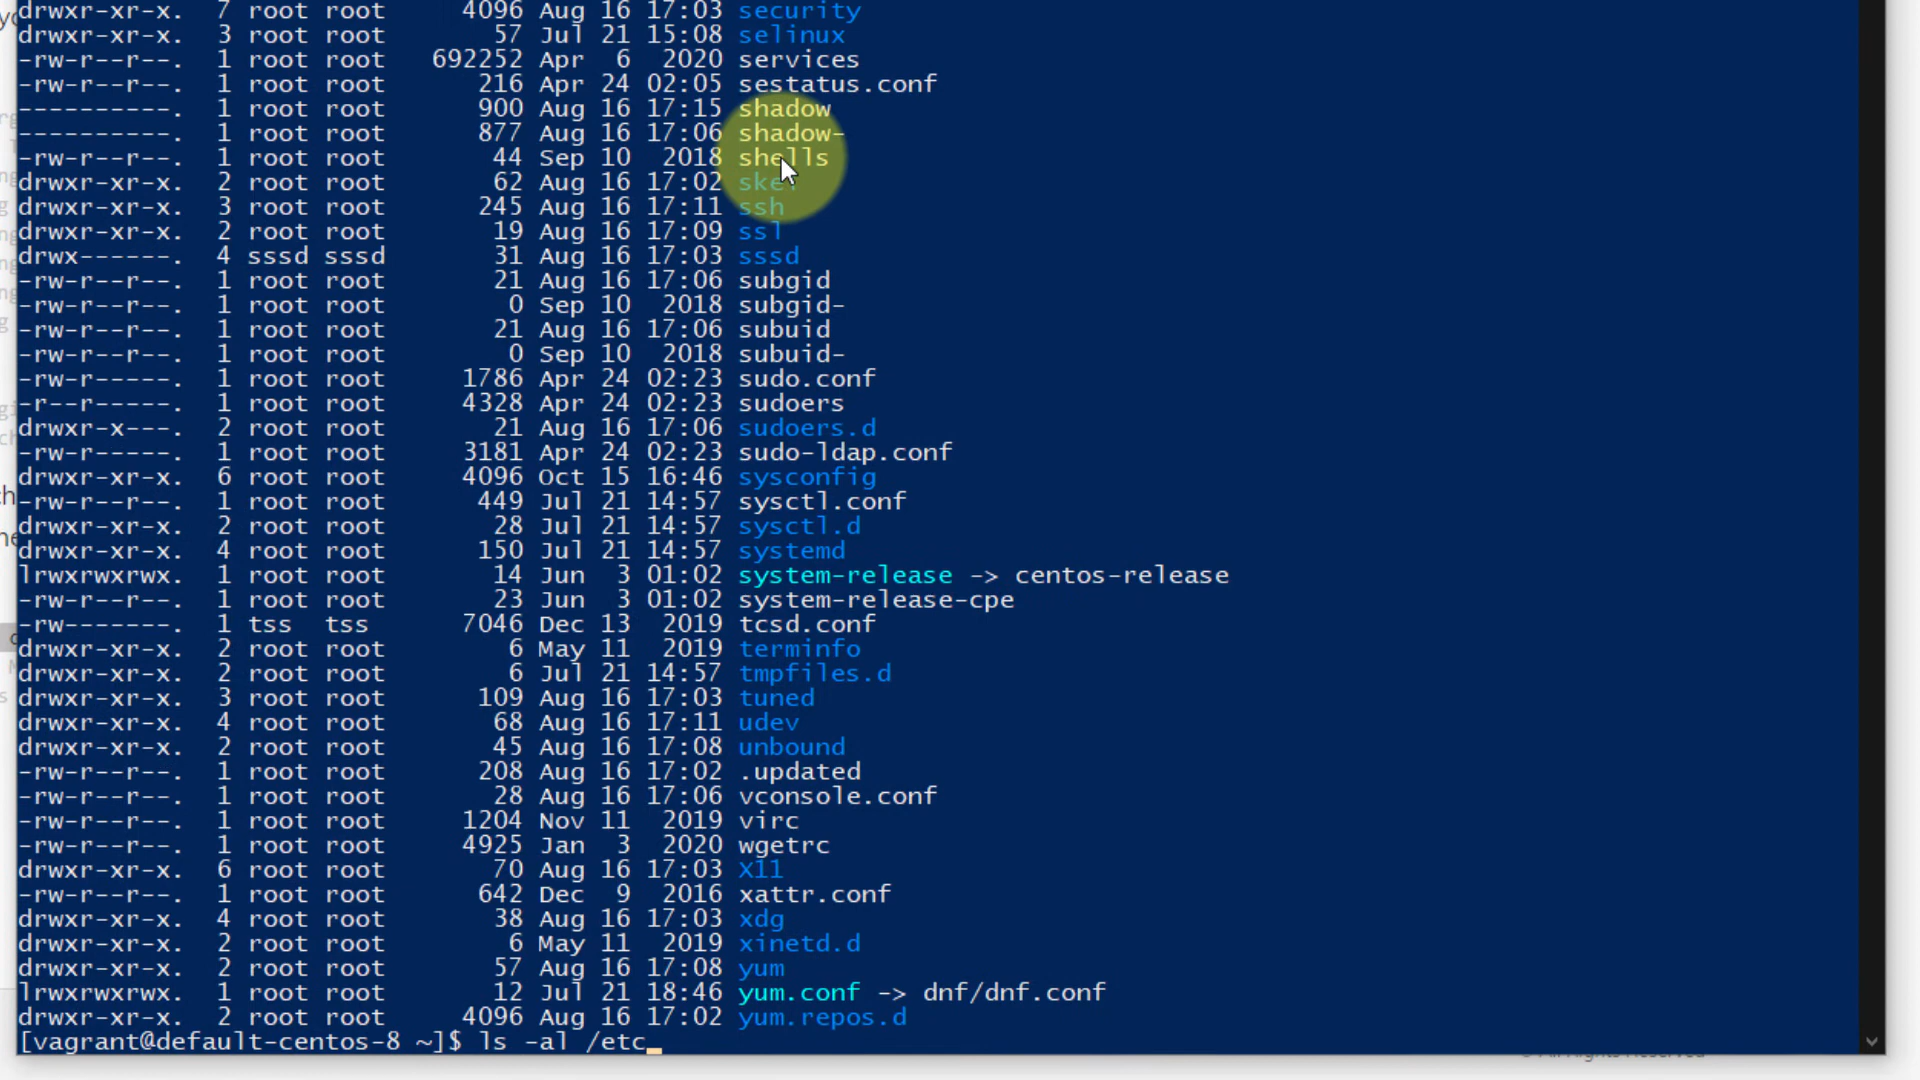 drwxr-xr-x. 7 root root 4096 Aug 16 17:03 security
drwxr-xr-x. 3 root root 57 Jul 21 15:08 selinux
-rw-r--r--. 1 root root 692252 Apr 6 2020 services
-rw-r--r--. 1 root root 216 Apr 24 02:05 sestatus.conf
----------. 1 root root 900 Aug 16 17:15 shadow
----------. 1 root root 877 Aug 16 17:06 shadow-
-rw-r--r--. 1 root root 44 Sep 10 2018 shells
drwxr-xr-x. 2 root root 62 Aug 16 17:02 skel
drwxr-xr-x. 3 root root 245 Aug 16 17:11 ssh
drwxr-xr-x. 2 root root 19 Aug 16 17:09 ssl
drwx------. 4 sssd sssd 31 Aug 16 17:03 sssd
-rw-r--r--. 1 root root 21 Aug 16 17:06 subgid
-rw-r--r--. 1 root root 0 Sep 10 2018 subgid-
-rw-r--r--. 1 root root 21 Aug 16 17:06 subuid
-rw-r--r--. 1 root root 0 Sep 10 2018 subuid-
-rw-r-----. 1 root root 1786 Apr 24 02:23 sudo.conf
-r--r-----. 1 root root 4328 Apr 24 02:23 sudoers
drwxr-x---. 2 root root 21 Aug 16 17:06 sudoers.d
-rw-r-----. 1 root root 3181 Apr 24 02:23 sudo-ldap.conf
drwxr-xr-x. 6 root root 4096 Oct 15 16:46 sysconfig
-rw-r--r--. 1 root root 449 Jul 21 14:57 sysctl.conf
drwxr-xr-x. 2 root root 28 Jul 21 14:57 sysctl.d
drwxr-xr-x. 4 root root 150 Jul 21 14:57 systemd
lrwxrwxrwx. 1 root root 14 Jun 3 01:02 system-release -> centos-release
-rw-r--r--. 1 root root 23 Jun 3 01:02 system-release-cpe
-rw-------. 1 tss tss 7046 Dec 13 2019 tcsd.conf
drwxr-xr-x. 2 root root 6 May 11 2019 terminfo
drwxr-xr-x. 2 root root 6 Jul 21 14:57 tmpfiles.d
drwxr-xr-x. 3 root root 109 Aug 16 17:03 tuned
drwxr-xr-x. 4 root root 68 Aug 16 17:11 udev
drwxr-xr-x. 2 root root 45 Aug 16 17:08 unbound
-rw-r--r--. 1 root root 208 Aug 16 17:02 .updated
-rw-r--r--. 1 root root 28 Aug 16 17:06 vconsole.conf
-rw-r--r--. 1 root root 1204 Nov 11 2019 virc
-rw-r--r--. 1 root root 4925 Jan 3 2020 wgetrc
drwxr-xr-x. 6 root root 70 Aug 16 17:03 X11
-rw-r--r--. 1 root root 642 Dec 9 2016 xattr.conf
drwxr-xr-x. 4 root root 38 Aug 16 17:03 xdg
drwxr-xr-x. 2 root root 6 May 11 2019 xinetd.d
drwxr-xr-x. 2 root root 57 Aug 16 17:08 yum
lrwxrwxrwx. 1 root root 12 Jul 21 18:46 yum.conf -> dnf/dnf.conf
drwxr-xr-x. 2 root root 4096 Aug 16 17:02 yum.repos.d
[vagrant@default-centos-8 ~]$ ls -al /etc